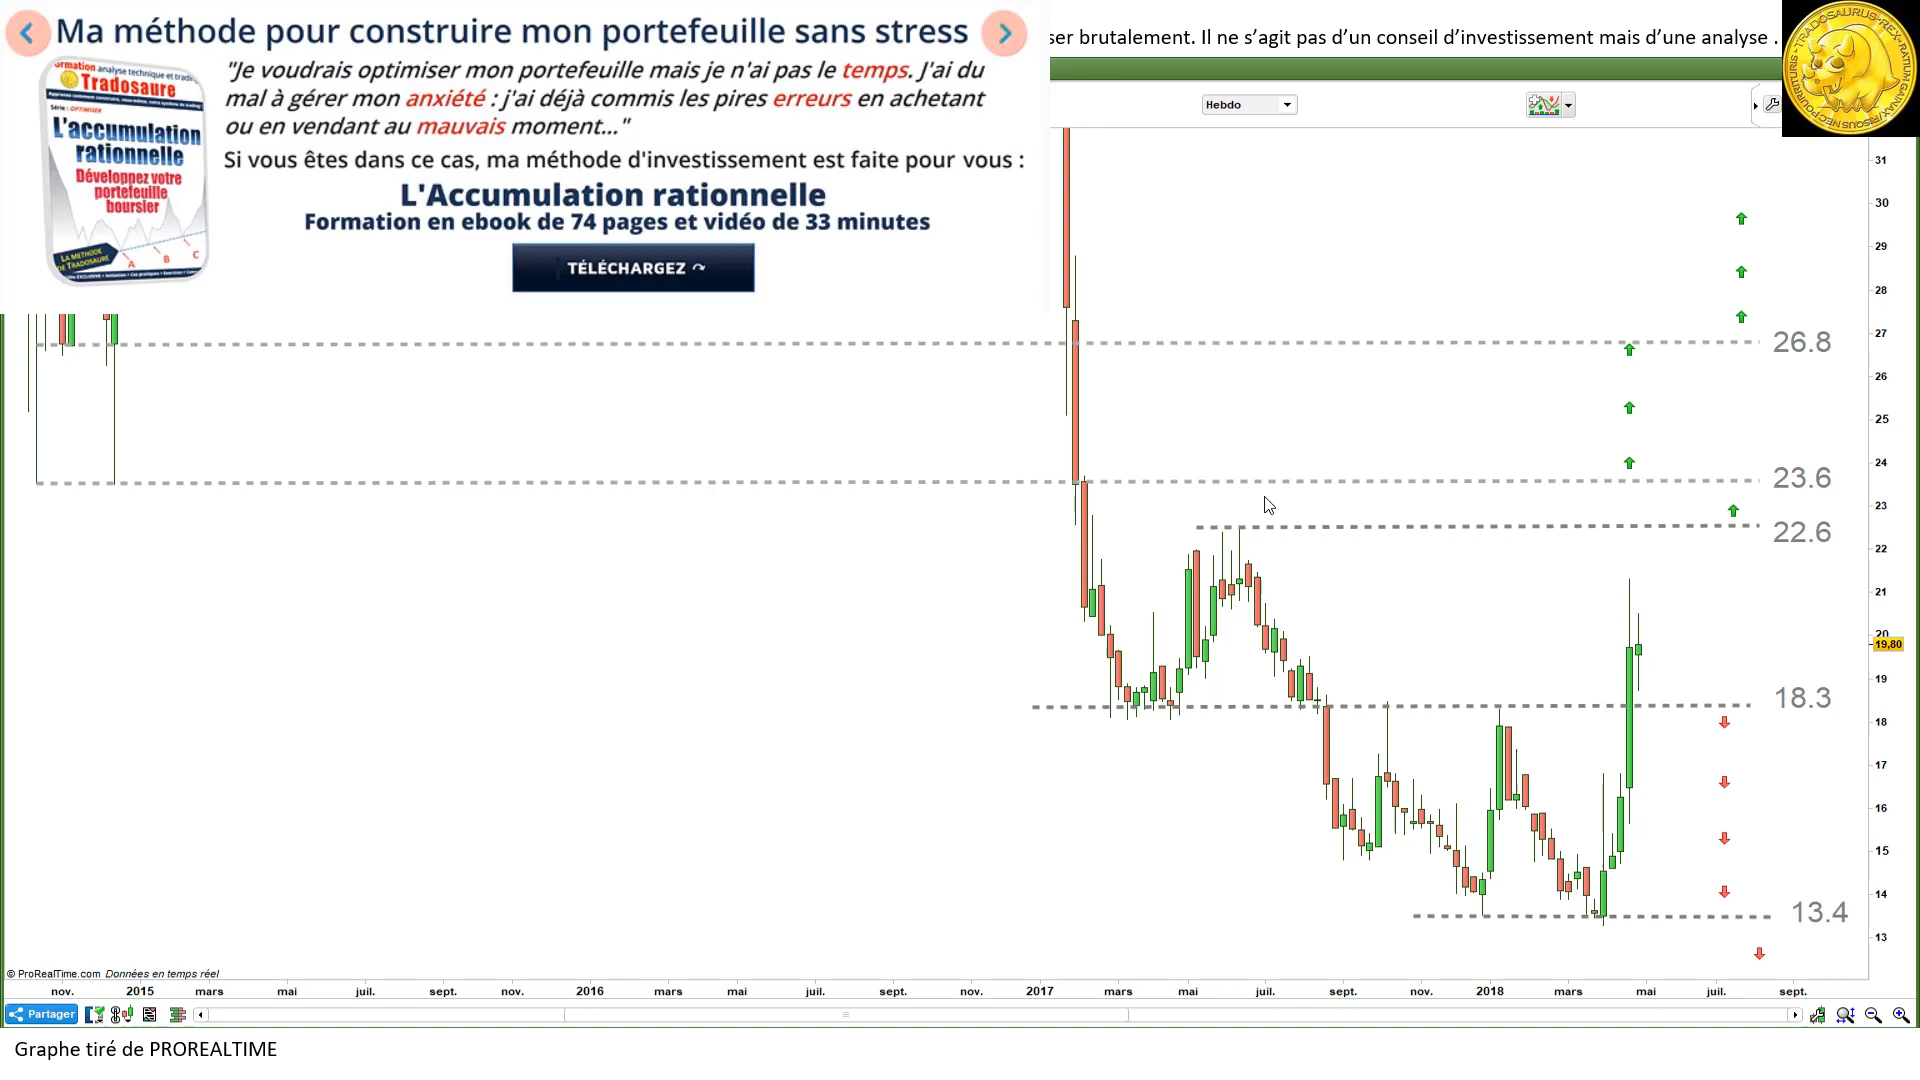 Ma méthode pour construire mon portefeuille sans stress
ser brutalement. Il ne s’agit pas d’un conseil d’investissement mais d’une analyse .
"Je voudrais optimiser mon portefeuille mais je n'ai pas le temps. J'ai du
mal à gérer mon anxiété : j'ai déjà commis les pires erreurs en achetant
ou en vendant au mauvais moment..."
Si vous êtes dans ce cas, ma méthode d'investissement est faite pour vous :
L'Accumulation rationnelle
Formation en ebook de 74 pages et vidéo de 33 minutes
TÉLÉCHARGEZ
Tradosaure
Série : OPTIMISER
L'accumulation
rationnelle
Développez votre
portefeuille
boursier
LA METHODE
DE TRADOSAURE
A
B
C
Hebdo
31
30
29
28
27
26
25
24
23
22
21
20
19,80
19
18
17
16
15
14
13
26.8
23.6
22.6
18.3
13.4
© ProRealTime.com Données en temps réel
nov. 2015 mars mai juil. sept. nov. 2016 mars mai juil. sept. nov. 2017 mars mai juil. sept. nov. 2018 mars mai juil. sept.
Partager
Graphe tiré de PROREALTIME